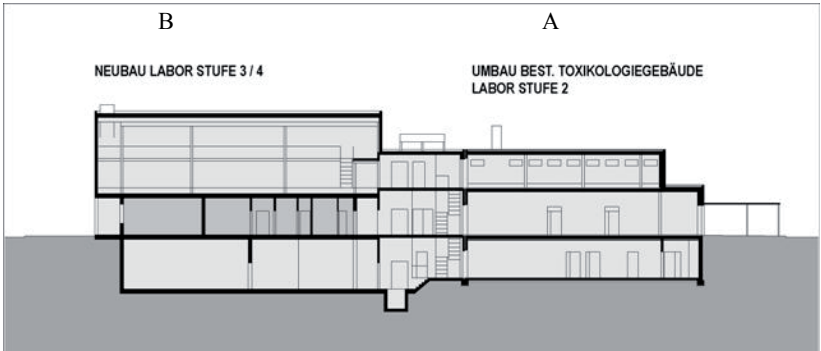 B
A
NEUBAU LABOR STUFE 3 / 4
UMBAU BEST. TOXIKOLOGIEGEBÄUDE
LABOR STUFE 2